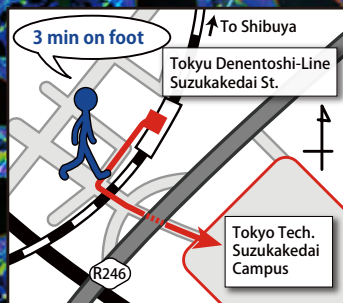 To Shibuya
3 min on foot
Tokyu Denentoshi-Line
Suzukakedai St.
Tokyo Tech.
Suzukakedai
Campus
R246